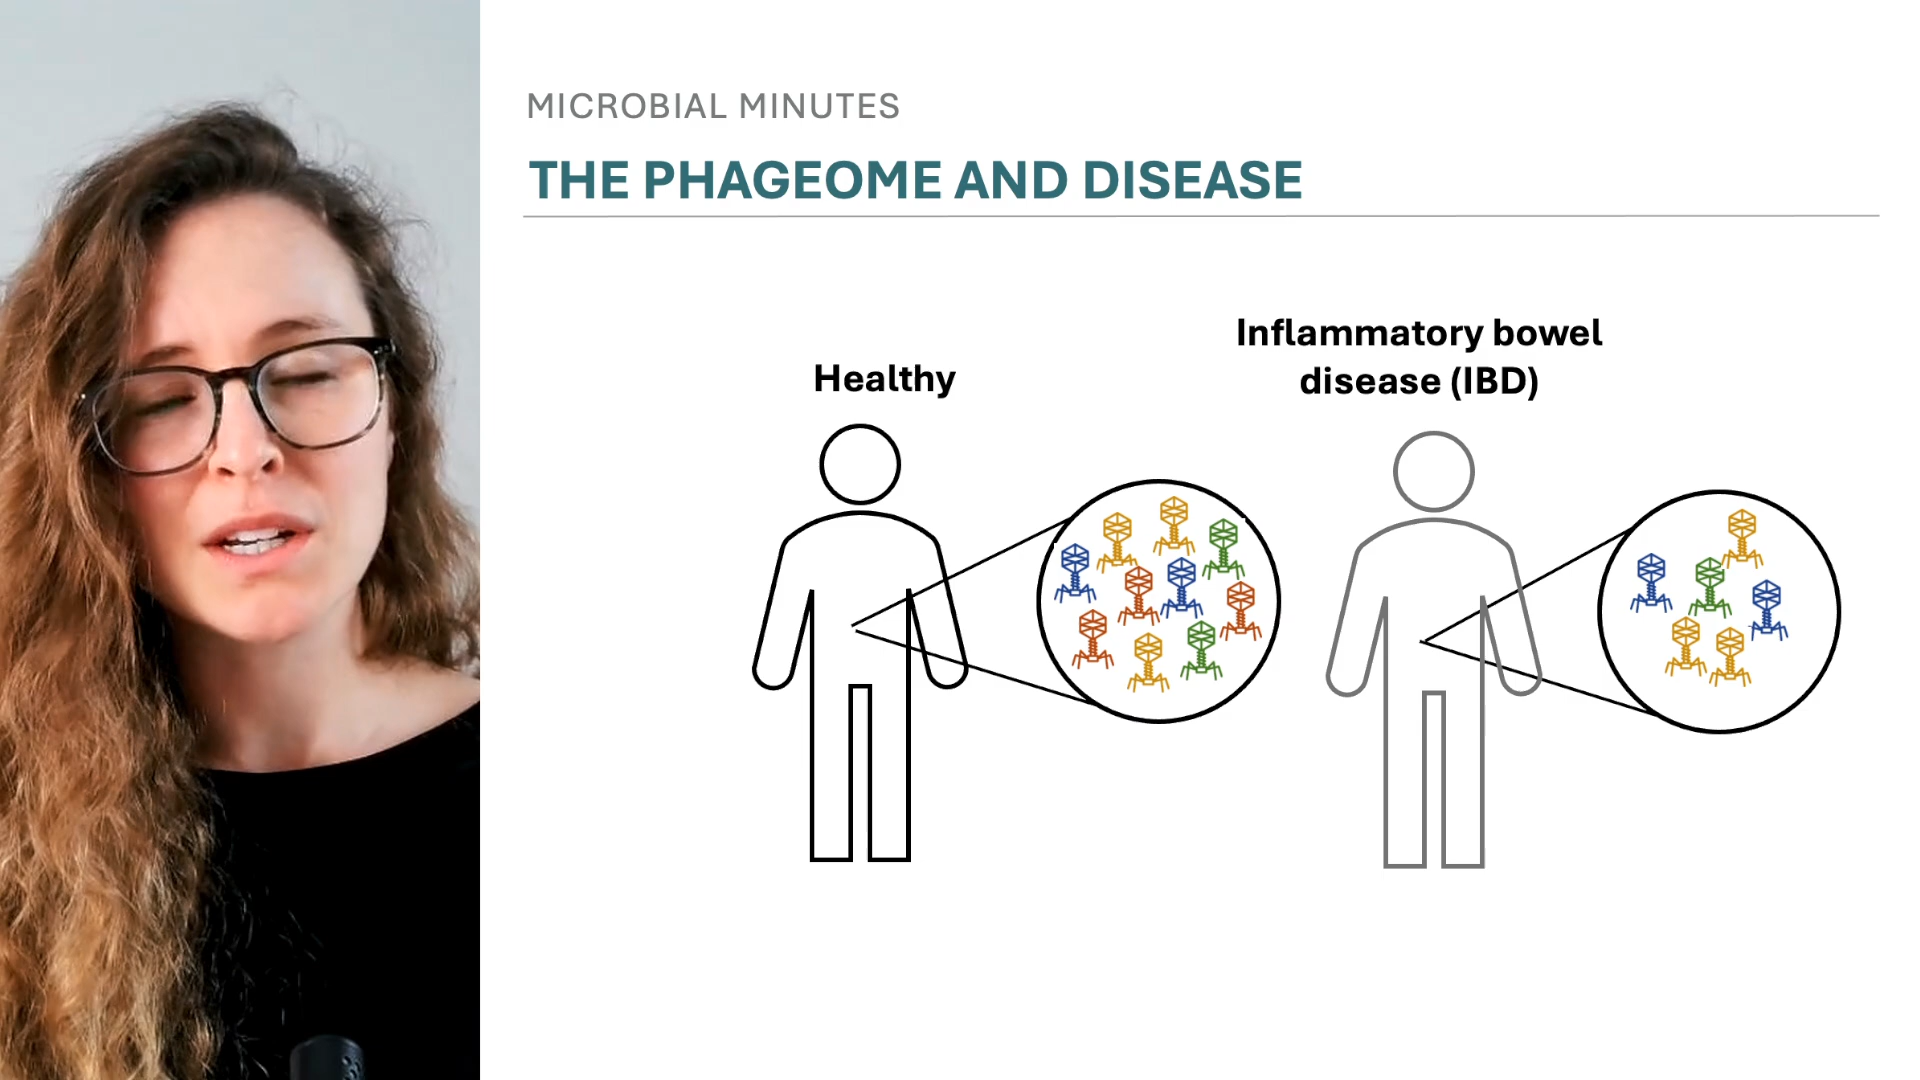 MICROBIAL MINUTES
THE PHAGEOME AND DISEASE
Healthy
Inflammatory bowel
disease (IBD)